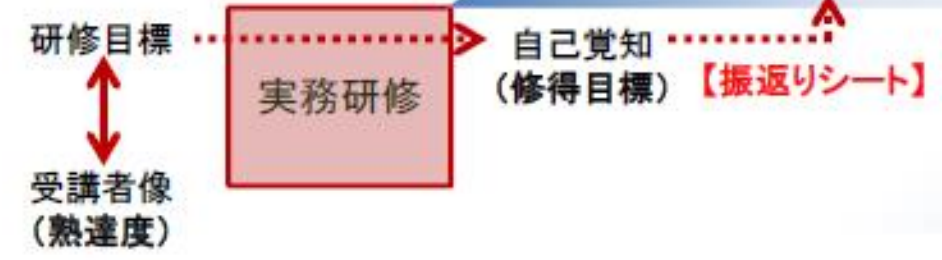 研修目標
実務研修
自己覚知
（修得目標）
【振返りシート】
受講者像
（熟達度）